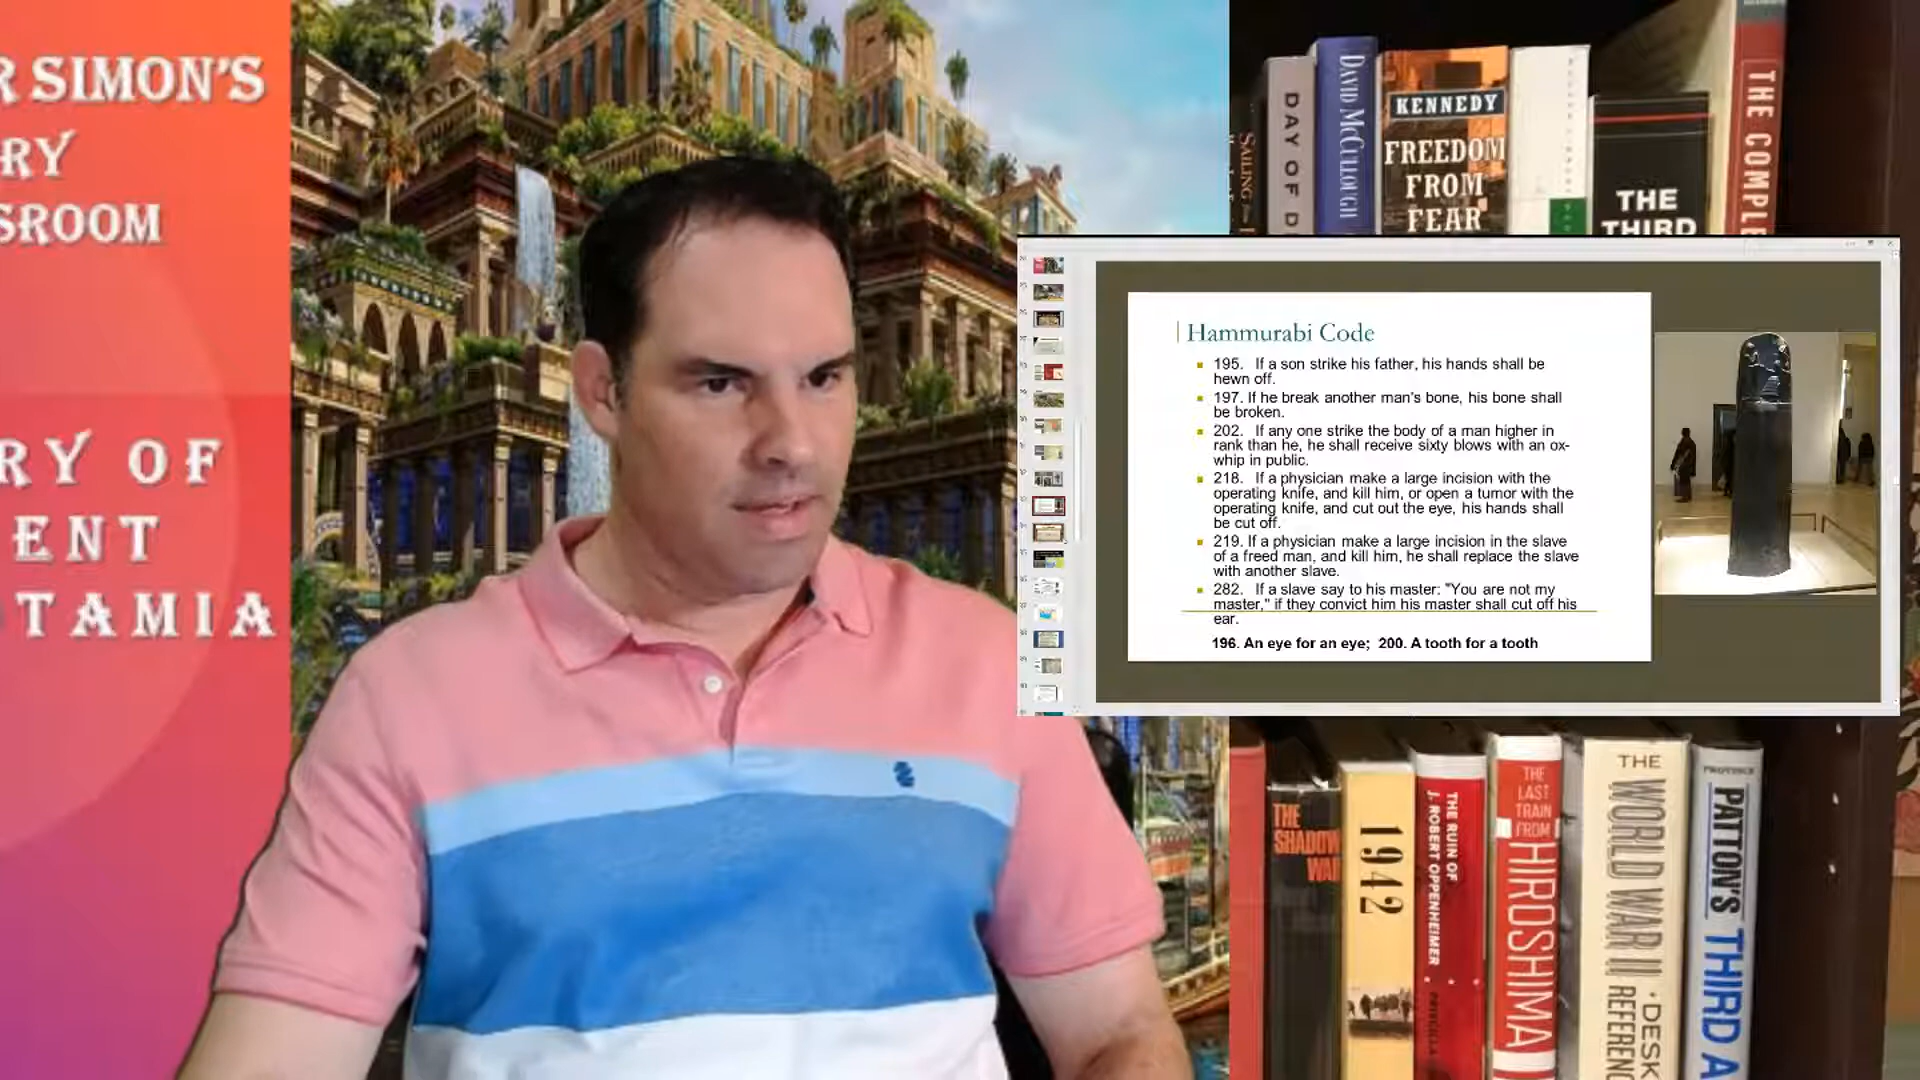 R SIMON'S
RY
SROOM
RY OF
ENT
TAMIA
SAILING
DAY OF D
DAVID McCULLOUGH
KENNEDY
FREEDOM
FROM
FEAR
THE
THIRD
THE COMPLE
Hammurabi Code
195. If a son strike his father, his hands shall be
hewn off.
197. If he break another man's bone, his bone shall
be broken.
202. If any one strike the body of a man higher in
rank than he, he shall receive sixty blows with an ox-
whip in public.
218. If a physician make a large incision with the
operating knife, and kill him, or open a tumor with the
operating knife, and cut out the eye, his hands shall
be cut off.
219. If a physician make a large incision in the slave
of a freed man, and kill him, he shall replace the slave
with another slave.
282. If a slave say to his master: "You are not my
master," if they convict him his master shall cut off his
ear.
196. An eye for an eye; 200. A tooth for a tooth
THE
SHADOW
WAR
1942
THE RUIN OF
J. ROBERT OPPENHEIMER
THE
LAST
TRAIN
FROM
HIROSHIMA
THE
WORLD WAR II
DESK
REFERENC
PROVINCE
PATTON'S THIRD A